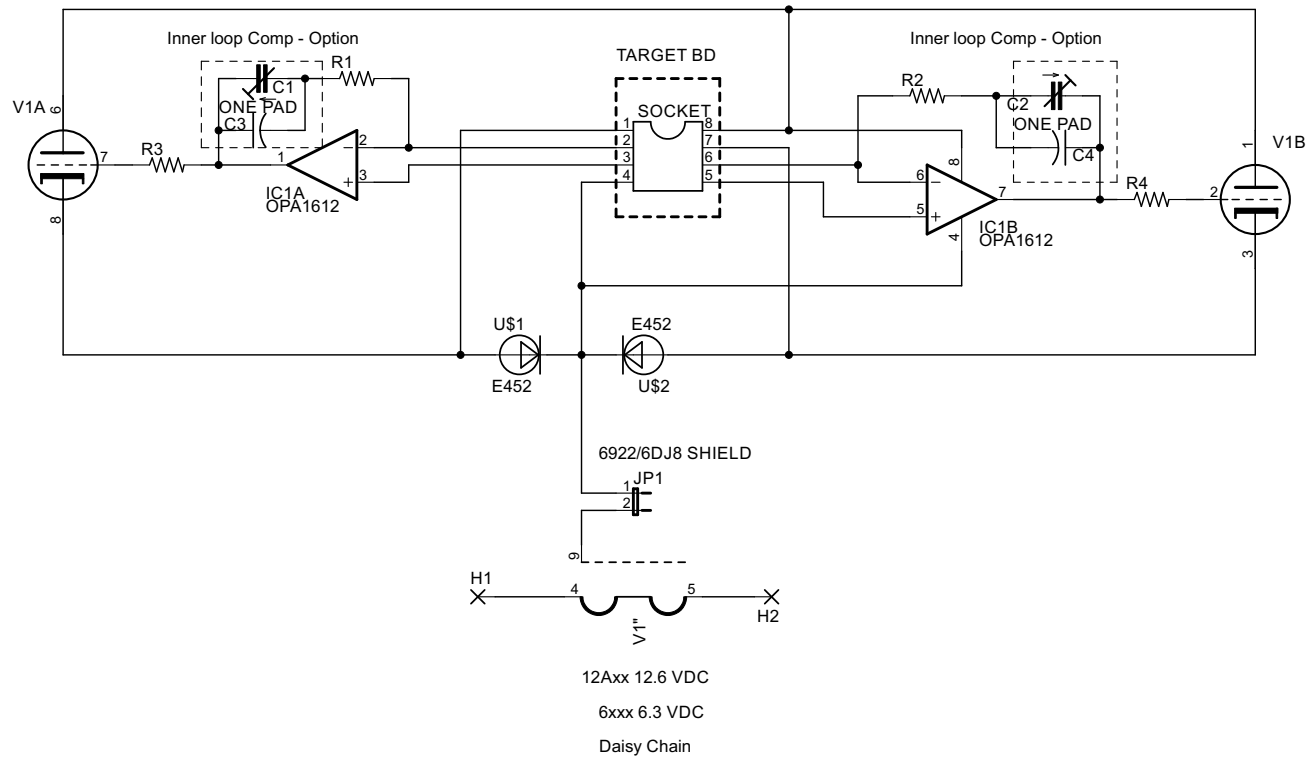 Inner loop Comp - Option
Inner loop Comp - Option
TARGET BD
R1
C1
ONE PAD
C3
V1A
6
7
8
R3
1
2
3
IC1A
OPA1612
SOCKET
1
2
3
4
8
7
6
5
R2
C2
ONE PAD
C4
6
5
8
7
4
IC1B
OPA1612
R4
V1B
1
2
3
U$1
E452
E452
U$2
6922/6DJ8 SHIELD
JP1
1
2
9
H1
4
5
H2
V1"
12Axx 12.6 VDC
6xxx 6.3 VDC
Daisy Chain